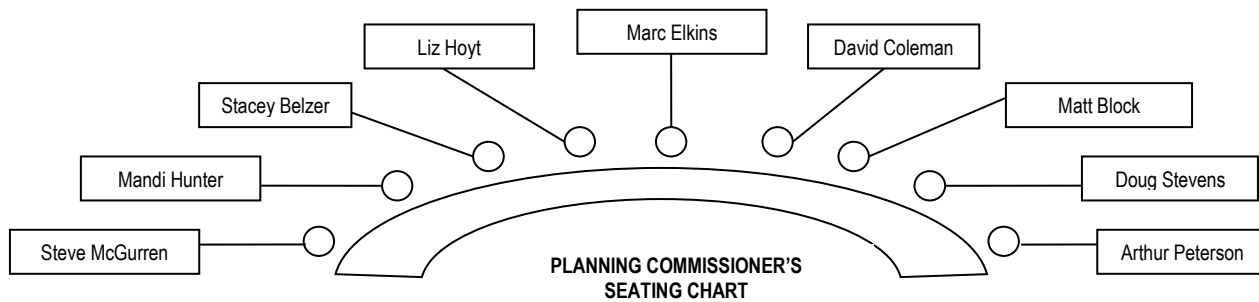 Marc Elkins
Liz Hoyt
David Coleman
Stacey Belzer
Matt Block
Mandi Hunter
Doug Stevens
Steve McGurren
Arthur Peterson
PLANNING COMMISSIONER'S
SEATING CHART